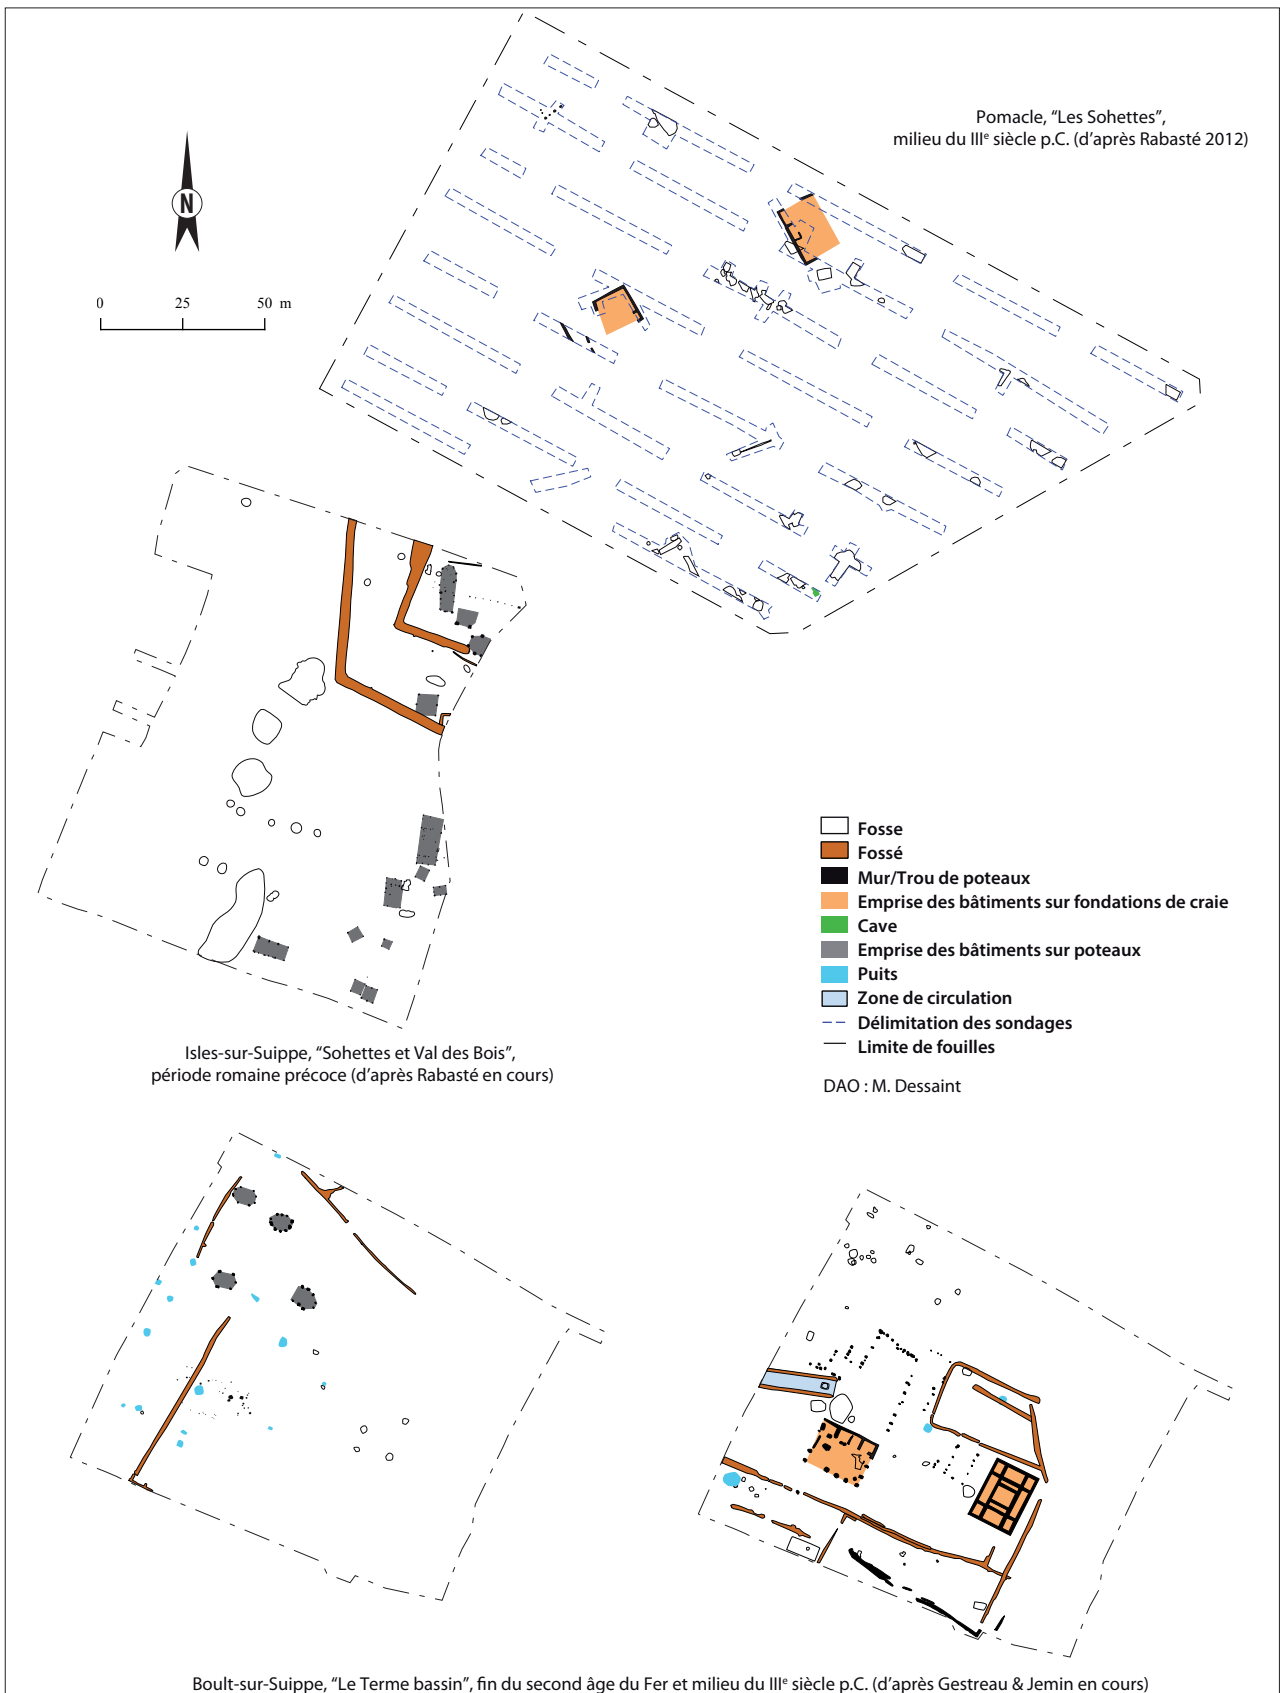 Pomacle, “Les Sohettes”,
milieu du IIIe siècle p.C. (d’après Rabasté 2012)
N
0 25 50 m
Fosse
Fossé
Mur/Trou de poteaux
Emprise des bâtiments sur fondations de craie
Cave
Emprise des bâtiments sur poteaux
Puits
Zone de circulation
Délimitation des sondages
Limite de fouilles
DAO : M. Dessaint
Isles-sur-Suippe, “Sohettes et Val des Bois”,
période romaine précoce (d’après Rabasté en cours)
Boult-sur-Suippe, “Le Terme bassin”, fin du second âge du Fer et milieu du IIIe siècle p.C. (d’après Gestreau & Jemin en cours)